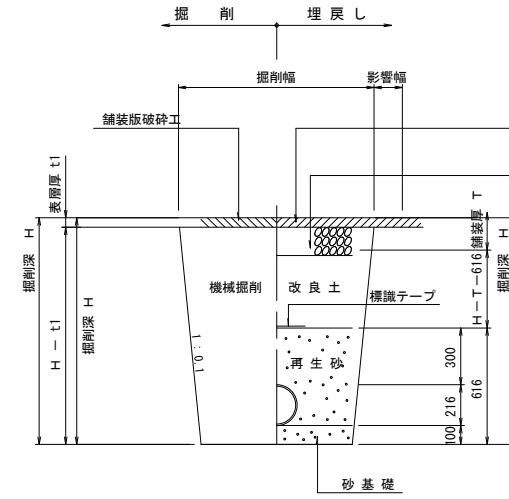 掘 削
埋 戻 し
掘削幅
影響幅
舗装版破砕工
表層厚 t1
掘削深 H
H－t1
掘削深 H
機械掘削
改 良 土
標識テープ
再 生 砂
1：0.1
舗装厚 T
H－T－616
掘削深 H
300
216
100
616
砂 基 礎